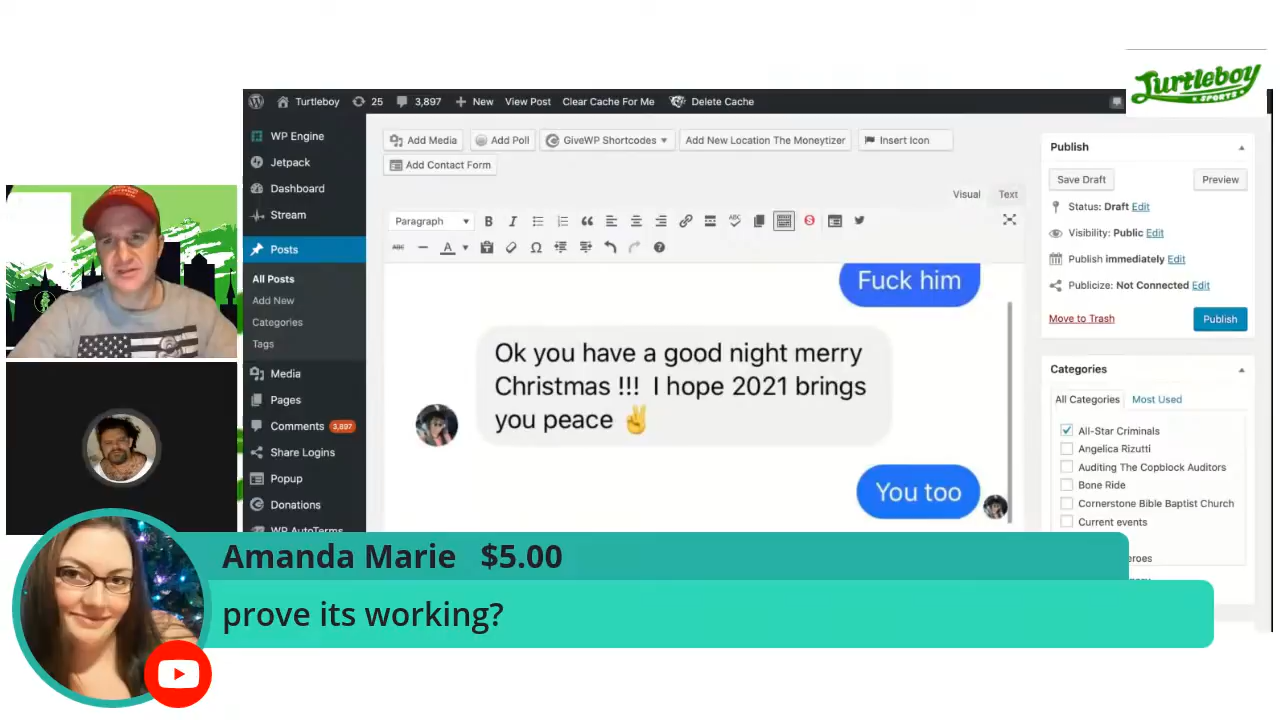 Turtleboy
SPORTS
Turtleboy 25 3,897 New View Post Clear Cache For Me Delete Cache
WP Engine
Jetpack
Dashboard
Stream
Posts
All Posts
Add New
Categories
Tags
Media
Pages
Comments 3,897
Share Logins
Popup
Donations
WP AutoTerms
Add Media Add Poll GiveWP Shortcodes Add New Location The Moneytizer Insert Icon
Add Contact Form
Visual Text
Paragraph B I
ABC A
Fuck him
Ok you have a good night merry
Christmas !!! I hope 2021 brings
you peace ✌️
You too
Publish
Save Draft Preview
Status: Draft Edit
Visibility: Public Edit
Publish immediately Edit
Publicize: Not Connected Edit
Move to Trash Publish
Categories
All Categories Most Used
All-Star Criminals
Angelica Rizutti
Auditing The Copblock Auditors
Bone Ride
Cornerstone Bible Baptist Church
Current events
eroes
Amanda Marie $5.00
prove its working?